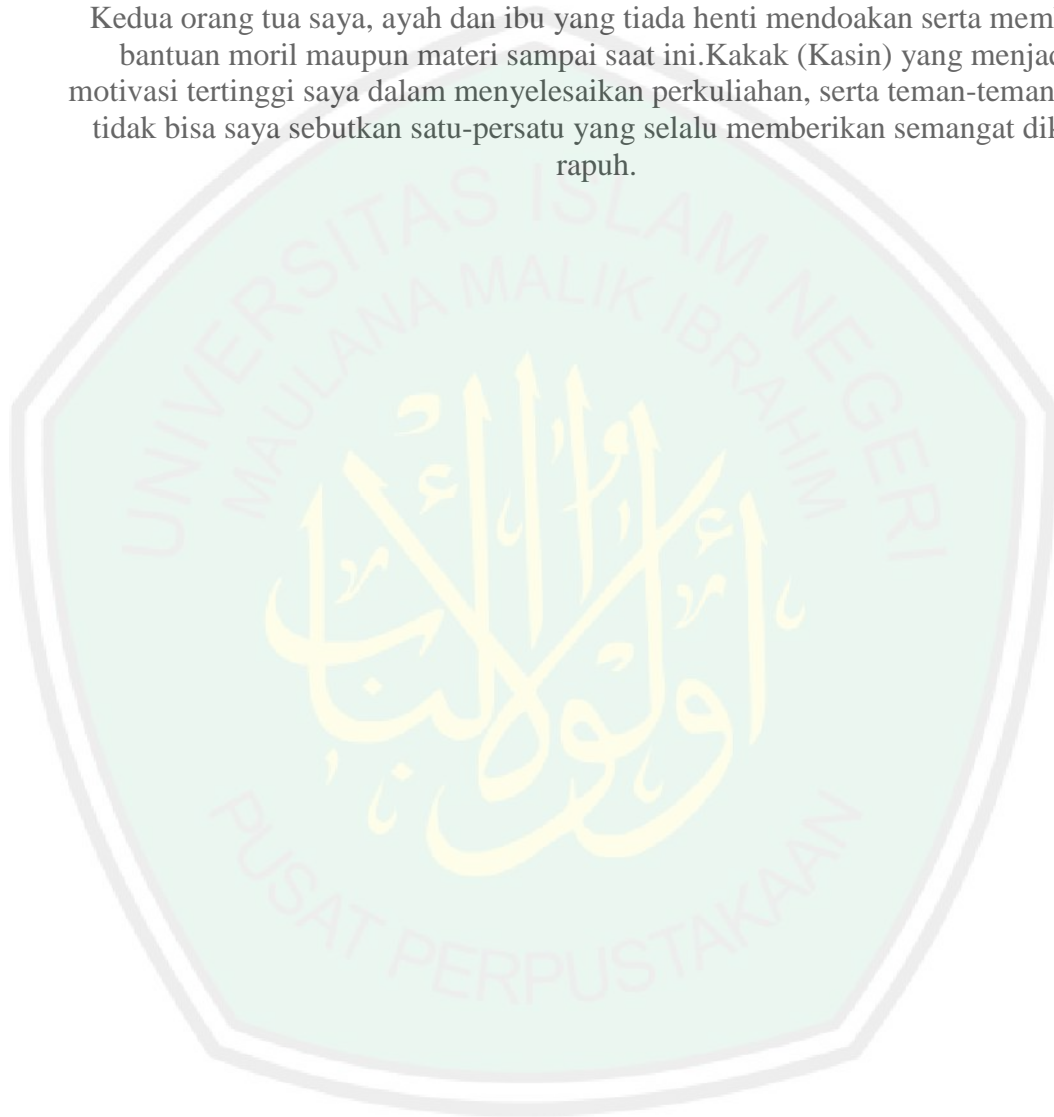 Kedua orang tua saya, ayah dan ibu yang tiada henti mendoakan serta mem
bantuan moril maupun materi sampai saat ini.Kakak (Kasin) yang menjad
motivasi tertinggi saya dalam menyelesaikan perkuliahan, serta teman-teman
tidak bisa saya sebutkan satu-persatu yang selalu memberikan semangat dik
rapuh.
UNIVERSITAS ISLAM NEGERI
MAULANA MALIK IBRAHIM
أولوا الألباب
PUSAT PERPUSTAKAAN